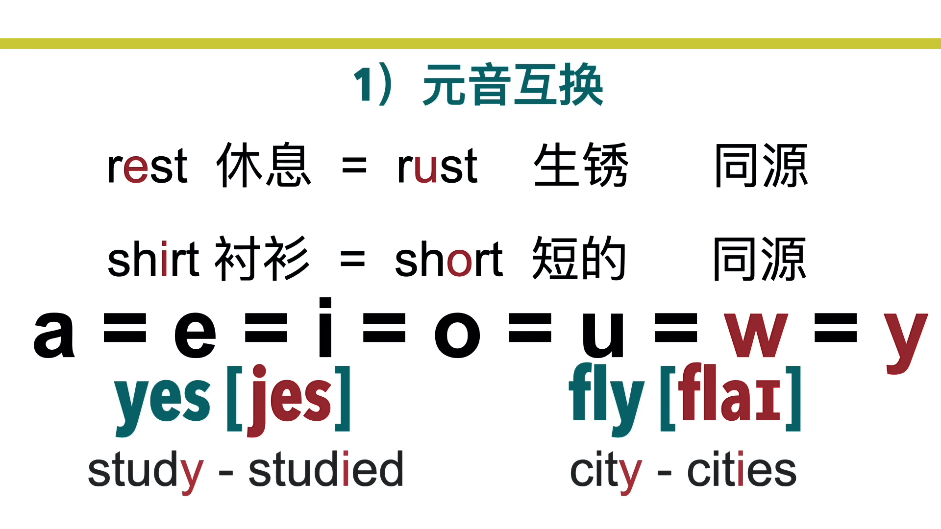 1）元音互换
rest 休息 = rust 生锈 同源
shirt 衬衫 = short 短的 同源
a = e = i = o = u = w = y
yes [jes] fly [flaɪ]
study - studied city - cities